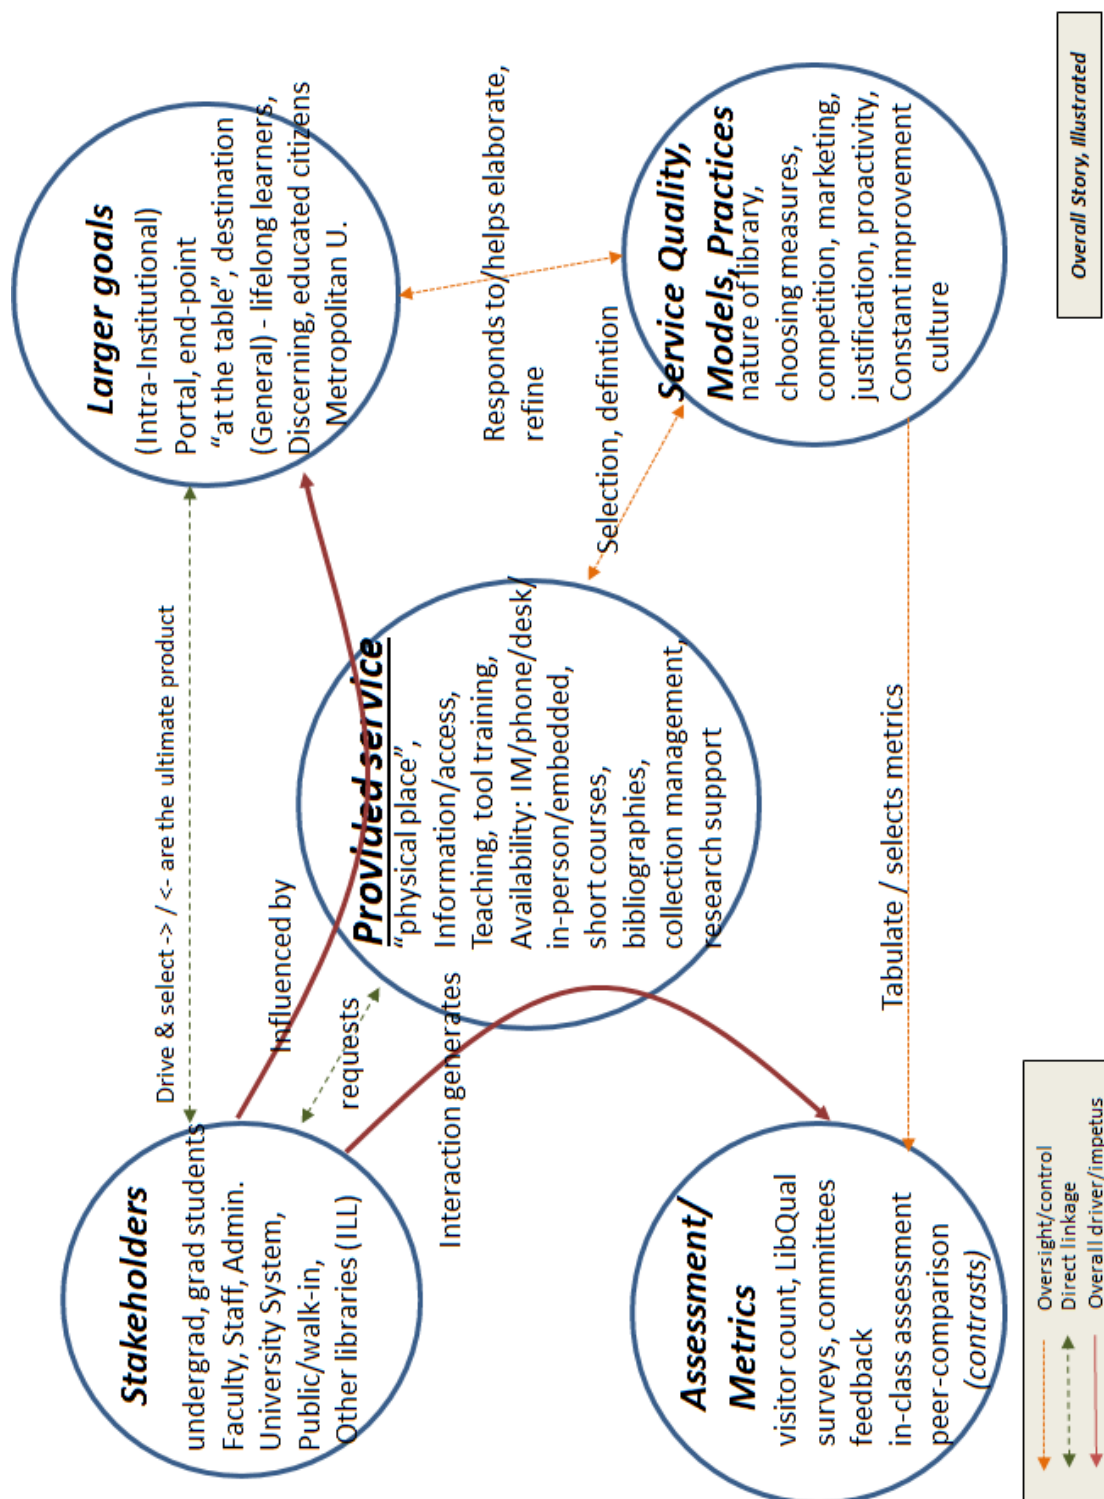 Stakeholders
undergrad, grad students
Faculty, Staff, Admin.
University System,
Public/walk-in,
Other libraries (ILL)
Drive & select -> / <- are the ultimate product
Influenced by
requests
Interaction generates
Larger goals
(Intra-Institutional)
Portal, end-point
“at the table”, destination
(General) - lifelong learners,
Discerning, educated citizens
Metropolitan U.
Provided service
“physical place”,
Information/access,
Teaching, tool training,
Availability: IM/phone/desk/
in-person/embedded,
short courses,
bibliographies,
collection management,
research support
Responds to/helps elaborate,
refine
Selection, defintion
Assessment/
Metrics
visitor count, LibQual
surveys, committees
feedback
in-class assessment
peer-comparison
(contrasts)
Tabulate / selects metrics
Service Quality,
Models, Practices
nature of library,
choosing measures,
competition, marketing,
justification, proactivity,
Constant improvement
culture
Oversight/control
Direct linkage
Overall driver/impetus
Overall Story, Illustrated